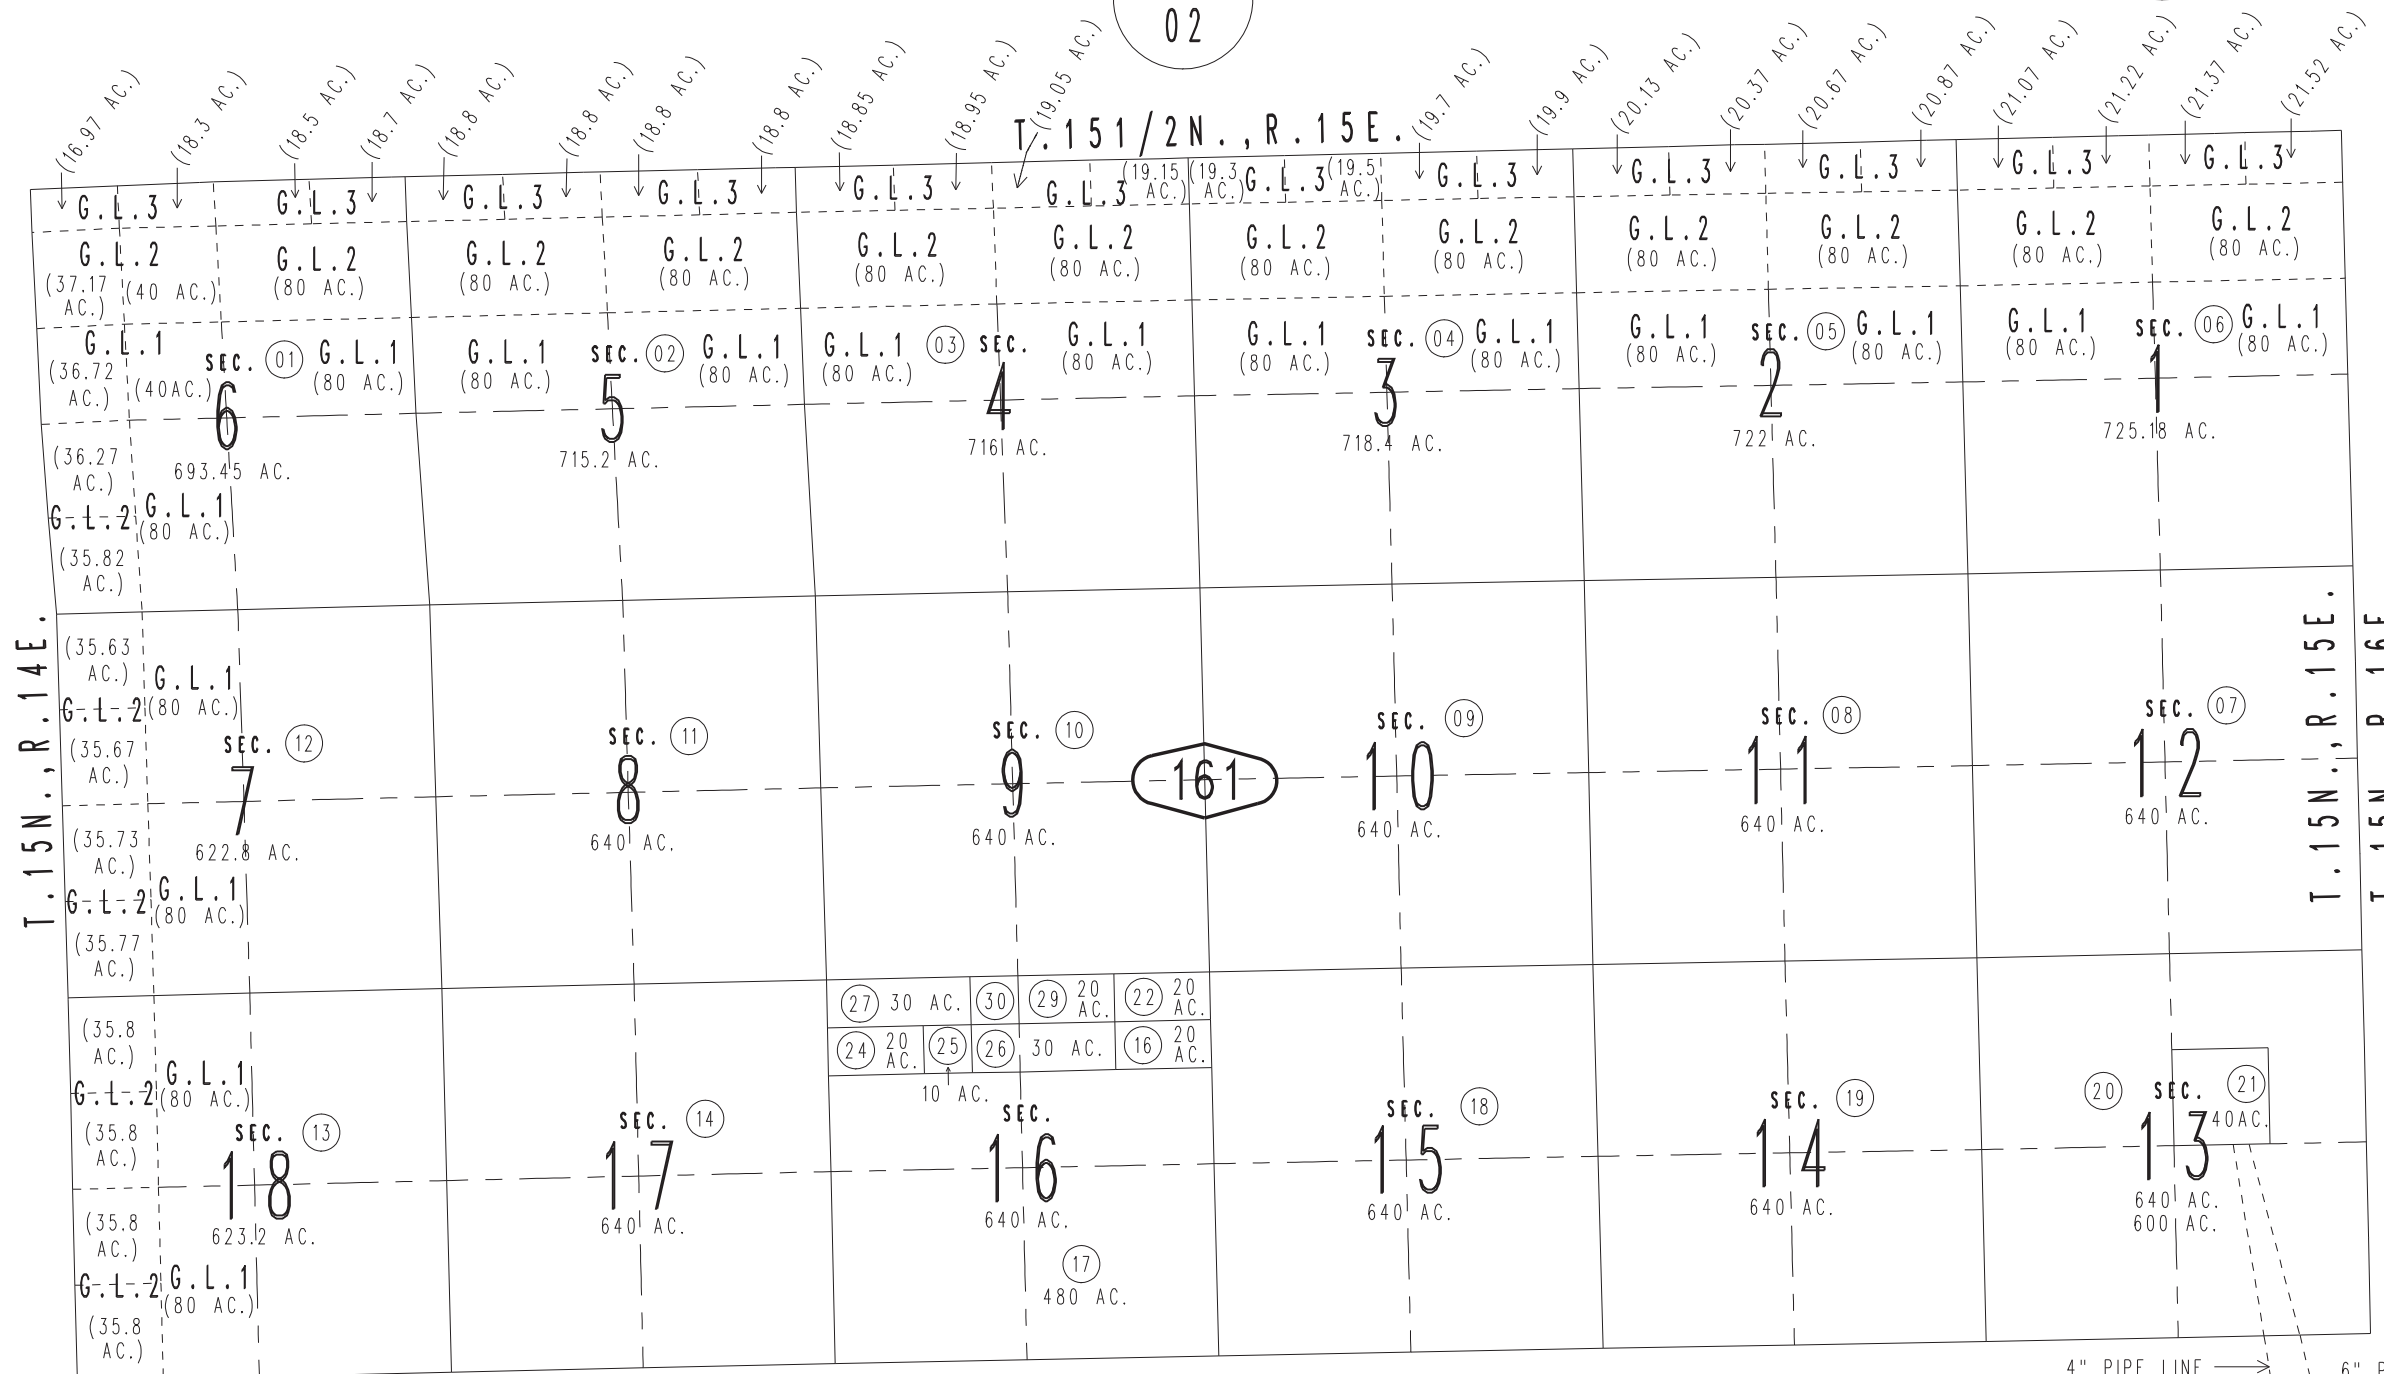 02
(16.97 AC.)
(18.3 AC.)
(18.5 AC.)
(18.7 AC.)
(18.8 AC.)
(18.8 AC.)
(18.8 AC.)
(18.8 AC.)
(18.85 AC.)
(18.95 AC.)
(19.05 AC.)
(19.7 AC.)
(19.9 AC.)
(20.13 AC.)
(20.37 AC.)
(20.67 AC.)
(20.87 AC.)
(21.07 AC.)
(21.22 AC.)
(21.37 AC.)
(21.52 AC.)
T.151/2N.,R.15E.
G.L.3
G.L.3
G.L.3
G.L.3
G.L.3
G.L.3
(19.15
AC.)
(19.3
AC.)
G.L.3
(19.5
AC.)
G.L.3
G.L.3
G.L.3
G.L.3
G.L.3
G.L.2
(37.17
AC.)
(40 AC.)
G.L.2
(80 AC.)
G.L.2
(80 AC.)
G.L.2
(80 AC.)
G.L.2
(80 AC.)
G.L.2
(80 AC.)
G.L.2
(80 AC.)
G.L.2
(80 AC.)
G.L.2
(80 AC.)
G.L.2
(80 AC.)
G.L.2
(80 AC.)
G.L.2
(80 AC.)
G.L.1
(36.72
AC.)
(40AC.)
SEC.
01
6
G.L.1
(80 AC.)
693.45 AC.
G.L.1
(80 AC.)
SEC.
02
5
G.L.1
(80 AC.)
715.2 AC.
G.L.1
(80 AC.)
03
SEC.
4
G.L.1
(80 AC.)
716 AC.
G.L.1
(80 AC.)
SEC.
04
3
G.L.1
(80 AC.)
718.4 AC.
G.L.1
(80 AC.)
SEC.
05
2
G.L.1
(80 AC.)
722 AC.
G.L.1
(80 AC.)
SEC.
06
1
G.L.1
(80 AC.)
725.18 AC.
(36.27
AC.)
G.L.2
G.L.1
(80 AC.)
(35.82
AC.)
T.15N.,R.14E.
(35.63
AC.)
G.L.1
(80 AC.)
G.L.2
(35.67
AC.)
SEC.
12
7
622.8 AC.
(35.73
AC.)
G.L.2
G.L.1
(80 AC.)
(35.77
AC.)
SEC.
11
8
640 AC.
SEC.
10
9
640 AC.
161
SEC.
09
10
640 AC.
SEC.
08
11
640 AC.
SEC.
07
12
640 AC.
T.15N.,R.15E.
(35.8
AC.)
G.L.2
G.L.1
(80 AC.)
(35.8
AC.)
SEC.
13
18
623.2 AC.
(35.8
AC.)
G.L.2
G.L.1
(80 AC.)
(35.8
AC.)
SEC.
14
17
640 AC.
27 30 AC.
30
29 20
AC.
22 20
AC.
24 20
AC.
25
26 30 AC.
16 20
AC.
10 AC.
SEC.
16
640 AC.
17
480 AC.
SEC.
18
15
640 AC.
SEC.
19
14
640 AC.
20
SEC.
21
40AC.
13
640 AC.
600 AC.
4" PIPE LINE
6"